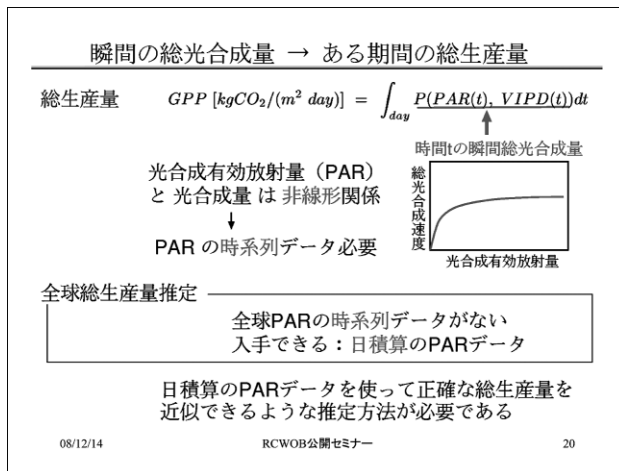 瞬間の総光合成量 → ある期間の総生産量
総生産量 GPP [kgCO₂/(m² day)] = ∫day P(PAR(t), VIPD(t))dt
時間tの瞬間総光合成量
光合成有効放射量（PAR）
と 光合成量 は 非線形関係
PAR の時系列データ必要
総光合成速度
光合成有効放射量
全球総生産量推定
全球PARの時系列データがない
入手できる：日積算のPARデータ
日積算のPARデータを使って正確な総生産量を
近似できるような推定方法が必要である
08/12/14 RCWOB公開セミナー 20